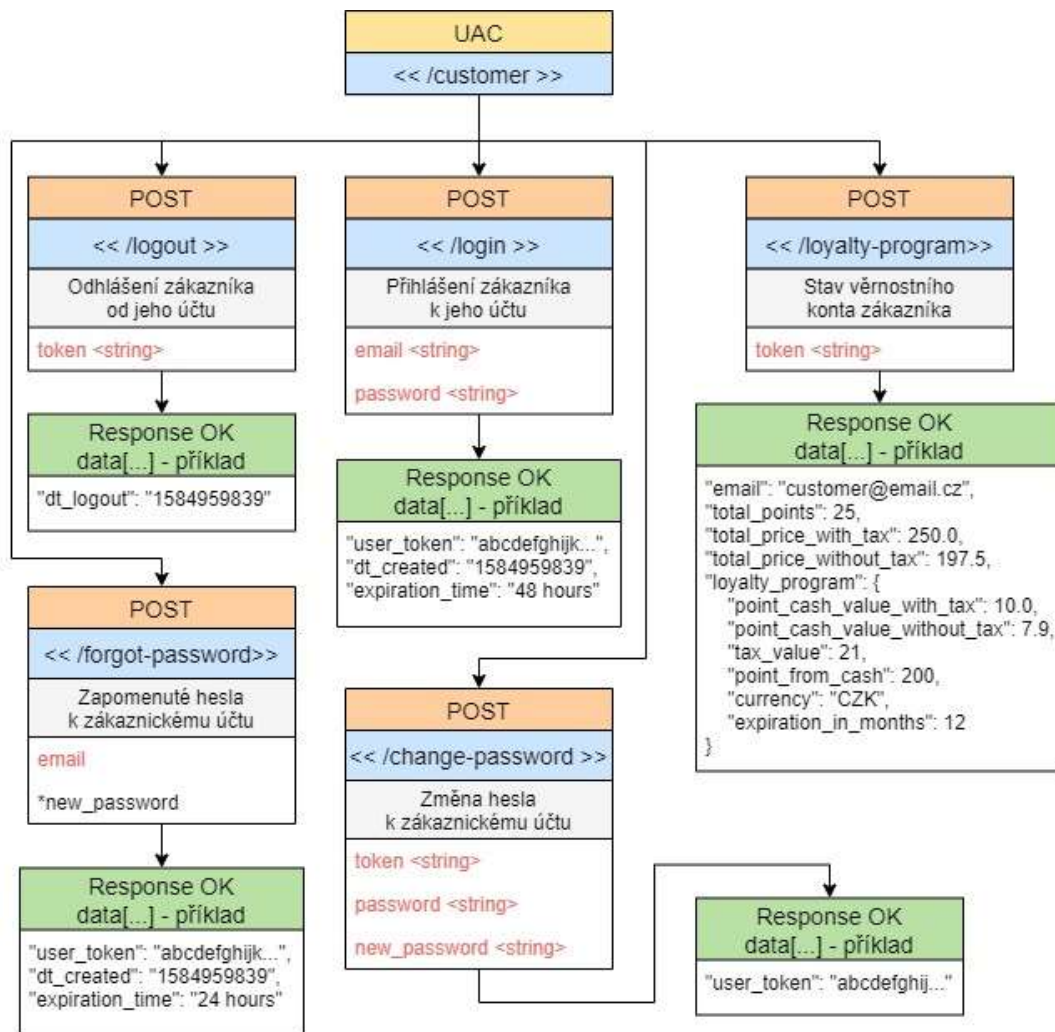 UAC
<< /customer >>
POST
<< /logout >>
Odhlášení zákazníka
od jeho účtu
token <string>
Response OK
data[...] - příklad
"dt_logout": "1584959839"
POST
<< /login >>
Přihlášení zákazníka
k jeho účtu
email <string>
password <string>
Response OK
data[...] - příklad
"user_token": "abcdefghijk...",
"dt_created": "1584959839",
"expiration_time": "48 hours"
POST
<< /loyalty-program>>
Stav věrnostního
konta zákazníka
token <string>
Response OK
data[...] - příklad
"email": "customer@email.cz",
"total_points": 25,
"total_price_with_tax": 250.0,
"total_price_without_tax": 197.5,
"loyalty_program": {
"point_cash_value_with_tax": 10.0,
"point_cash_value_without_tax": 7.9,
"tax_value": 21,
"point_from_cash": 200,
"currency": "CZK",
"expiration_in_months": 12
}
POST
<< /forgot-password>>
Zapomenuté hesla
k zákaznickému účtu
email
*new_password
Response OK
data[...] - příklad
"user_token": "abcdefghijk...",
"dt_created": "1584959839",
"expiration_time": "24 hours"
POST
<< /change-password >>
Změna hesla
k zákaznickému účtu
token <string>
password <string>
new_password <string>
Response OK
data[...] - příklad
"user_token": "abcdefghij..."